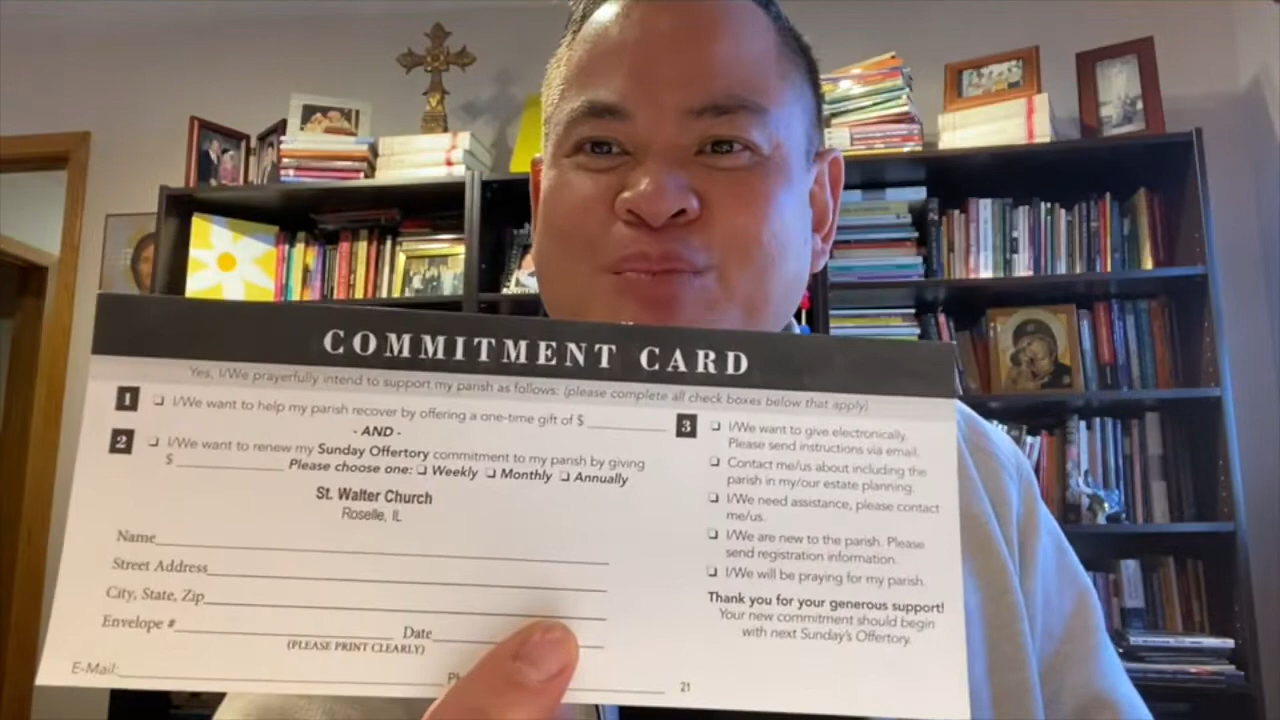 COMMITMENT CARD
Yes, I/We prayerfully intend to support my parish as follows: (please complete all check boxes below that apply)
1 ❑ I/We want to help my parish recover by offering a one-time gift of $
- AND -
2 ❑ I/We want to renew my Sunday Offertory commitment to my parish by giving
$ Please choose one: ❑ Weekly ❑ Monthly ❑ Annually
St. Walter Church
Roselle, IL
Name
Street Address
City, State, Zip
Envelope # Date
(PLEASE PRINT CLEARLY)
E-Mail:
21
3 ❑ I/We want to give electronically.
Please send instructions via email.
❑ Contact me/us about including the
parish in my/our estate planning.
❑ I/We need assistance, please contact
me/us.
❑ I/We are new to the parish. Please
send registration information.
❑ I/We will be praying for my parish.
Thank you for your generous support!
Your new commitment should begin
with next Sunday's Offertory.